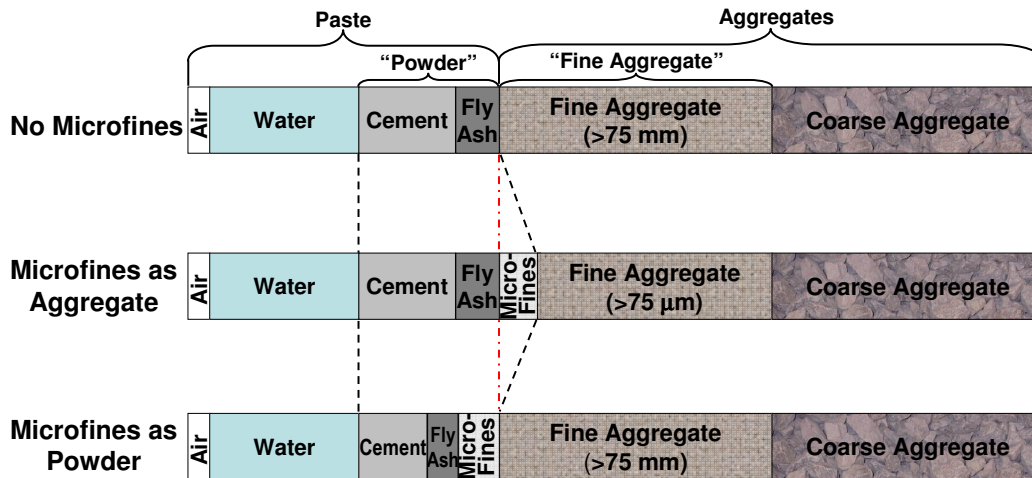 Paste
Aggregates
“Powder”
“Fine Aggregate”
No Microfines
Air
Water
Cement
Fly
Ash
Fine Aggregate
(>75 mm)
Coarse Aggregate
Microfines as
Aggregate
Air
Water
Cement
Fly
Ash
Micro-
Fines
Fine Aggregate
(>75 μm)
Coarse Aggregate
Microfines as
Powder
Air
Water
Cement
Fly
Ash
Micro-
Fines
Fine Aggregate
(>75 mm)
Coarse Aggregate